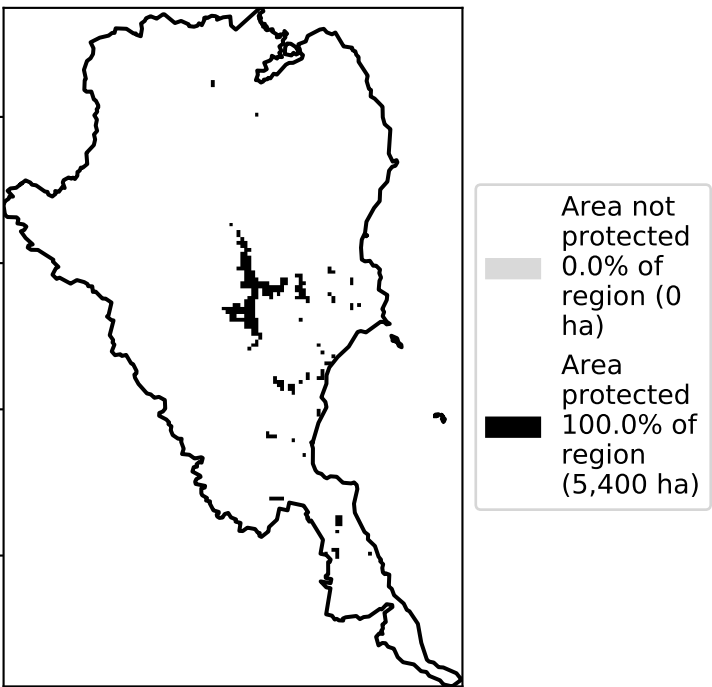 Area not
protected
0.0% of
region (0
ha)
Area
protected
100.0% of
region
(5,400 ha)